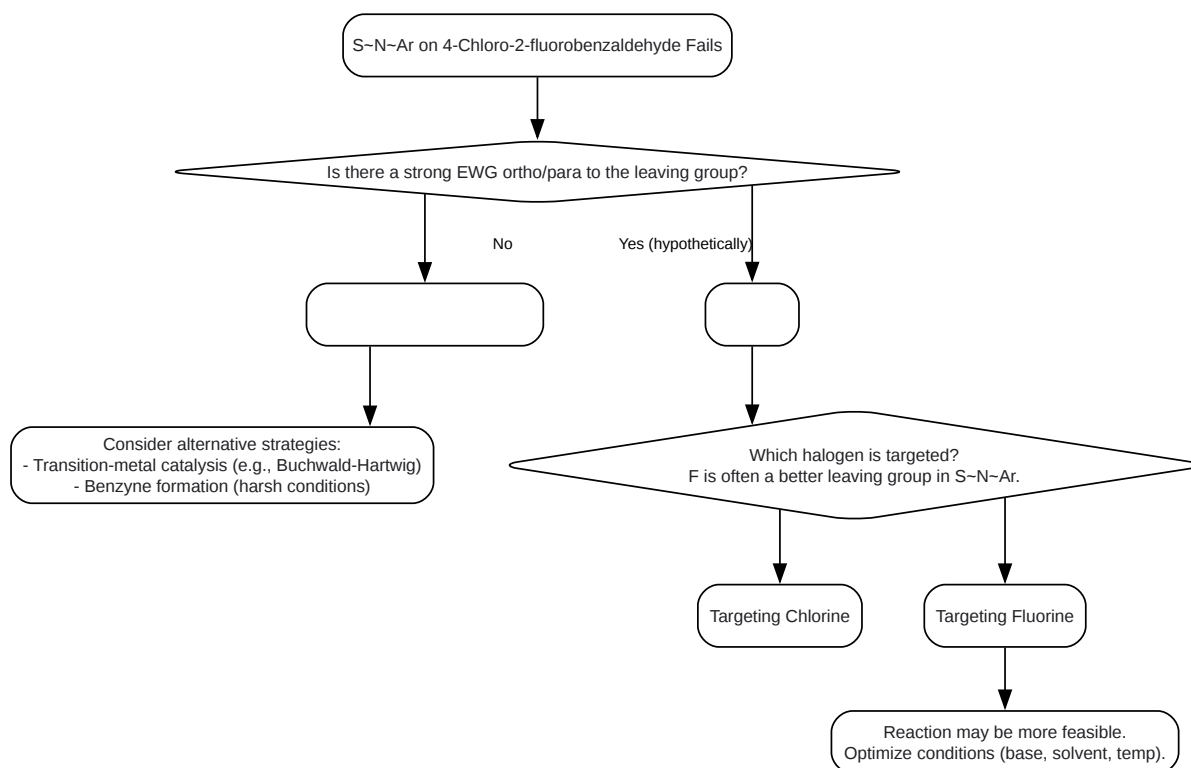 S~N~Ar on 4-Chloro-2-fluorobenzaldehyde Fails
Is there a strong EWG ortho/para to the leaving group?
No
Yes (hypothetically)
Consider alternative strategies:
- Transition-metal catalysis (e.g., Buchwald-Hartwig)
- Benzyne formation (harsh conditions)
Which halogen is targeted?
F is often a better leaving group in S~N~Ar.
Targeting Chlorine
Targeting Fluorine
Reaction may be more feasible.
Optimize conditions (base, solvent, temp).